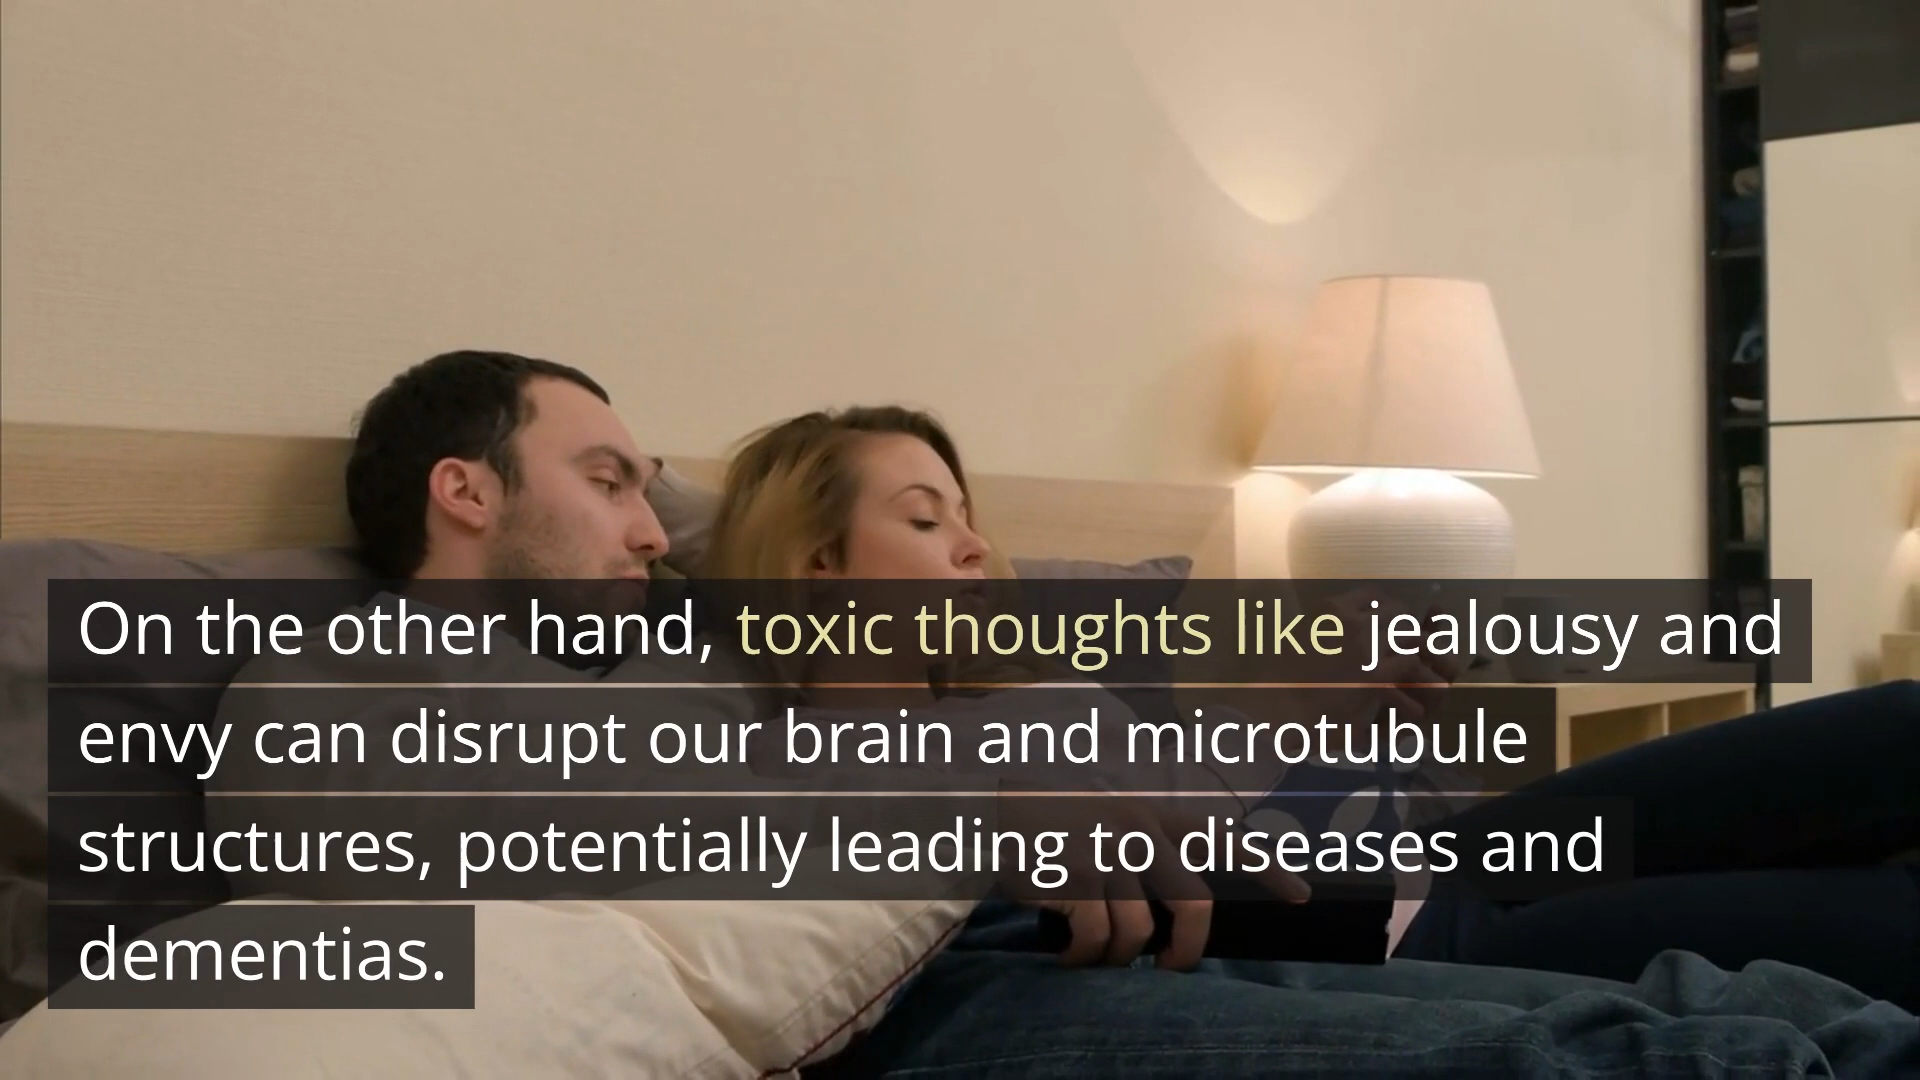 On the other hand, toxic thoughts like jealousy and
envy can disrupt our brain and microtubule
structures, potentially leading to diseases and
dementias.